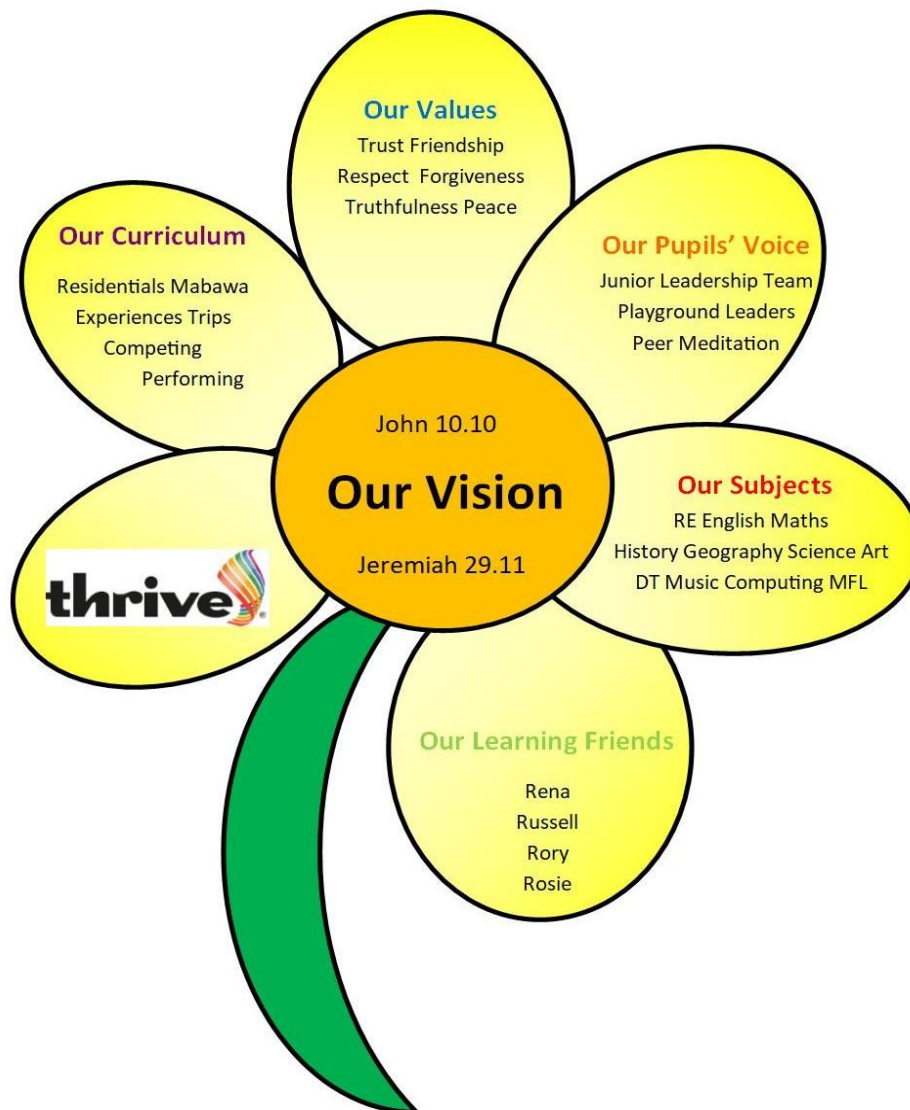 Our Values
Trust Friendship
Respect Forgiveness
Truthfulness Peace
Our Curriculum
Residentials Mabawa
Experiences Trips
Competing
Performing
Our Pupils’ Voice
Junior Leadership Team
Playground Leaders
Peer Meditation
John 10.10
Our Vision
Jeremiah 29.11
Our Subjects
RE English Maths
History Geography Science Art
DT Music Computing MFL
thrive®
Our Learning Friends
Rena
Russell
Rory
Rosie